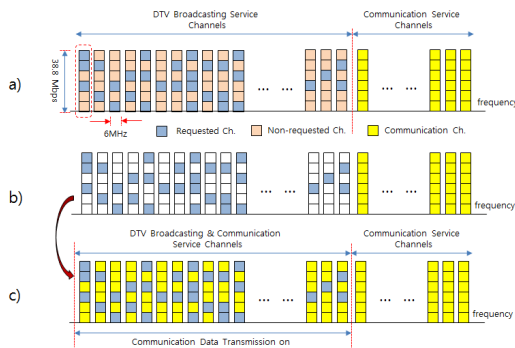 DTV Broadcasting Service
Channels
Communication Service
Channels
a)
38.8 Mbps
... ...
...
frequency
6MHz
Requested Ch.
Non-requested Ch.
Communication Ch.
b)
... ...
...
frequency
DTV Broadcasting & Communication
Service Channels
Communication Service
Channels
c)
... ...
...
frequency
Communication Data Transmission on